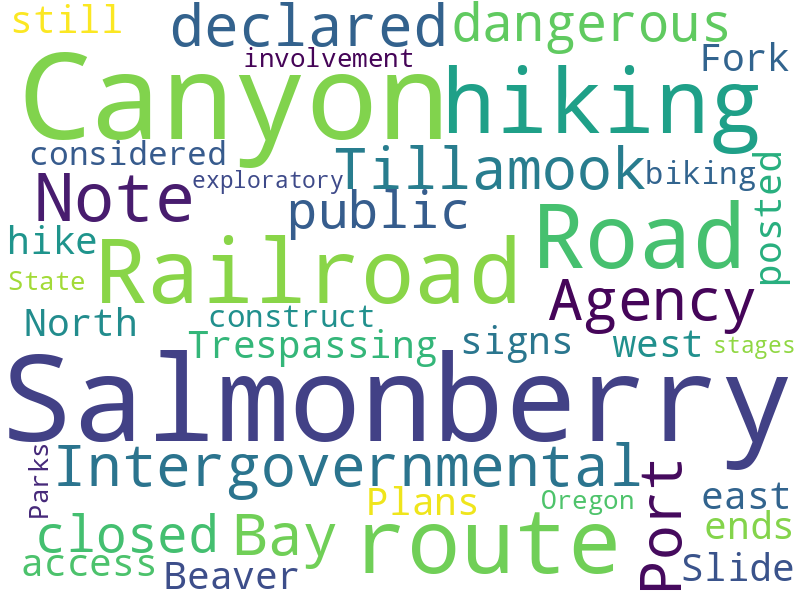 still declared dangerous
involvement Fork
Canyon hiking
considered Tillamook biking
exploratory
Note public posted
hike Railroad Road
State Agency
North construct
Trespassing signs west stages
Salmonberry
Parks Intergovernmental Port
Plans Oregon east
closed Bay route ends
access Beaver Slide